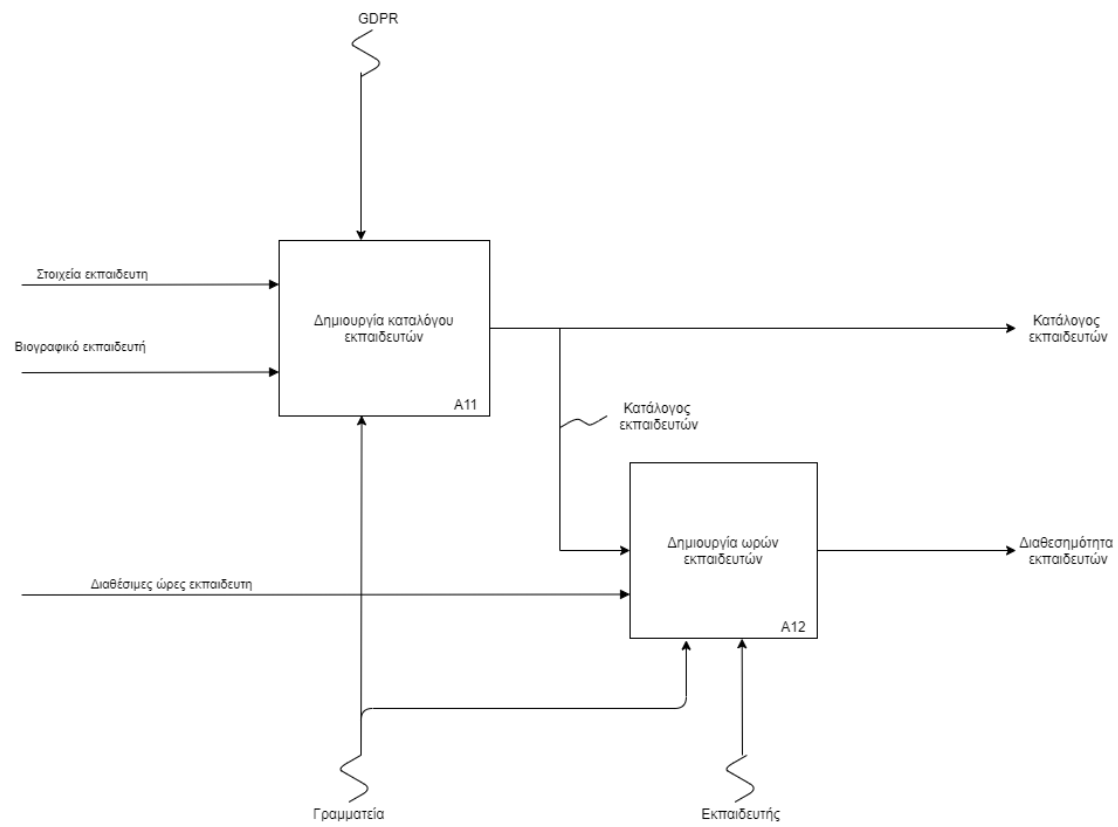 GDPR
Στοιχεία εκπαιδευτη
Δημιουργία καταλόγου
εκπαιδευτών
Βιογραφικό εκπαιδευτή
A11
Κατάλογος
εκπαιδευτών
Κατάλογος
εκπαιδευτών
Δημιουργία ωρών
εκπαιδευτών
Διαθεσημότητα
εκπαιδευτών
Διαθέσιμες ώρες εκπαιδευτη
A12
Γραμματεία
Εκπαιδευτής